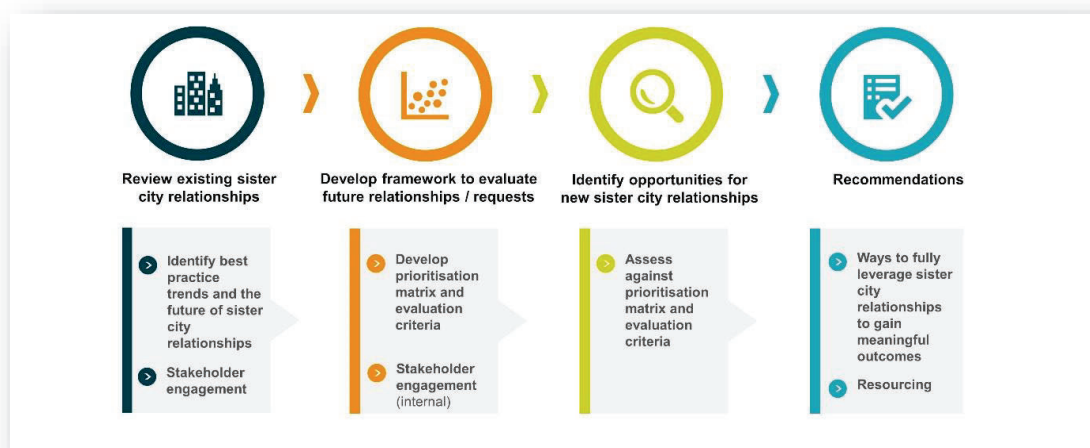 Review existing sister
city relationships
Develop framework to evaluate
future relationships / requests
Identify opportunities for
new sister city relationships
Recommendations
Identify best
practice
trends and the
future of sister
city
relationships
Stakeholder
engagement
Develop
prioritisation
matrix and
evaluation
criteria
Stakeholder
engagement
(internal)
Assess
against
prioritisation
matrix and
evaluation
criteria
Ways to fully
leverage sister
city
relationships
to gain
meaningful
outcomes
Resourcing